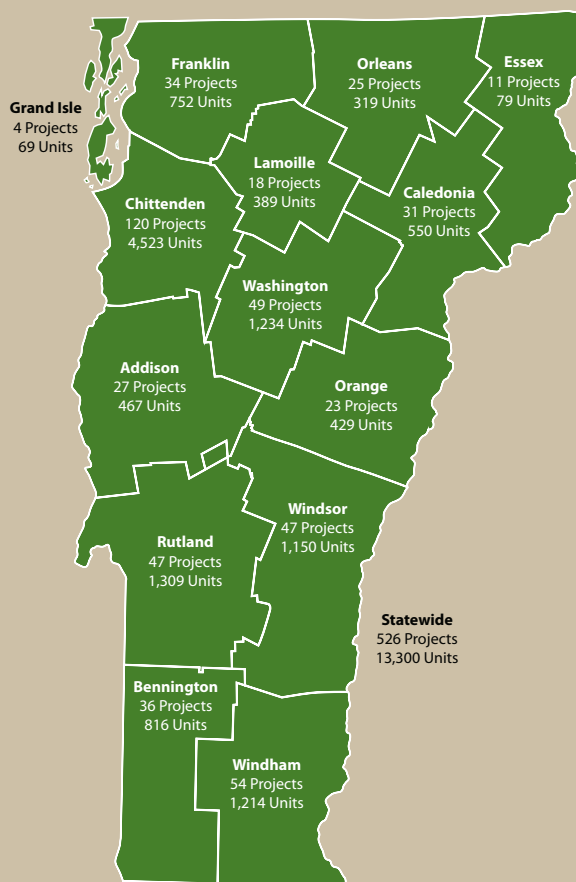 Franklin
34 Projects
752 Units
Orleans
25 Projects
319 Units
Essex
11 Projects
79 Units
Grand Isle
4 Projects
69 Units
Lamoille
18 Projects
389 Units
Caledonia
31 Projects
550 Units
Chittenden
120 Projects
4,523 Units
Washington
49 Projects
1,234 Units
Addison
27 Projects
467 Units
Orange
23 Projects
429 Units
Windsor
47 Projects
1,150 Units
Rutland
47 Projects
1,309 Units
Statewide
526 Projects
13,300 Units
Bennington
36 Projects
816 Units
Windham
54 Projects
1,214 Units